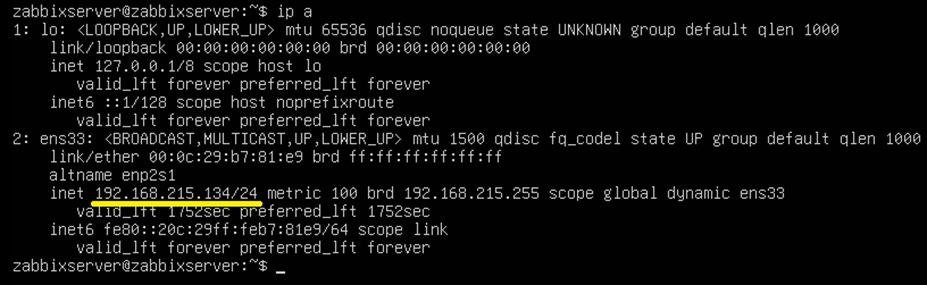 zabbixserver@zabbixserver:~$ ip a
1: lo: <LOOPBACK,UP,LOWER_UP> mtu 65536 qdisc noqueue state UNKNOWN group default qlen 1000
link/loopback 00:00:00:00:00:00 brd 00:00:00:00:00:00
inet 127.0.0.1/8 scope host lo
valid_lft forever preferred_lft forever
inet6 ::1/128 scope host noprefixroute
valid_lft forever preferred_lft forever
2: ens33: <BROADCAST,MULTICAST,UP,LOWER_UP> mtu 1500 qdisc fq_codel state UP group default qlen 1000
link/ether 00:0c:29:b7:81:e9 brd ff:ff:ff:ff:ff:ff
altname enp2s1
inet 192.168.215.134/24 metric 100 brd 192.168.215.255 scope global dynamic ens33
valid_lft 1752sec preferred_lft 1752sec
inet6 fe80::20c:29ff:feb7:81e9/64 scope link
valid_lft forever preferred_lft forever
zabbixserver@zabbixserver:~$ _